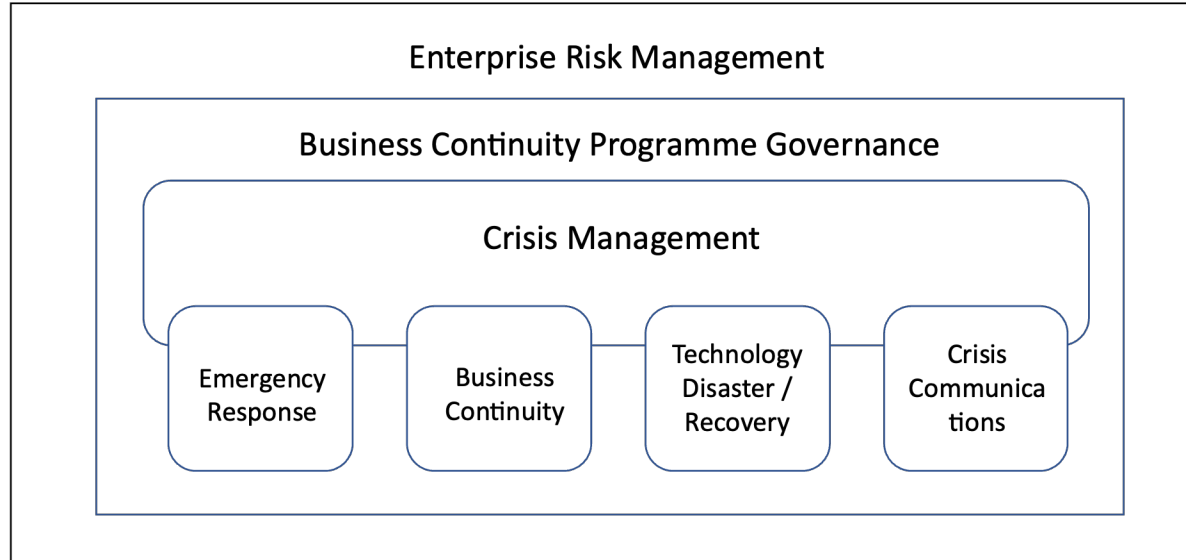 Enterprise Risk Management
Business Continuity Programme Governance
Crisis Management
Emergency
Response
Business
Continuity
Technology
Disaster /
Recovery
Crisis
Communica
tions